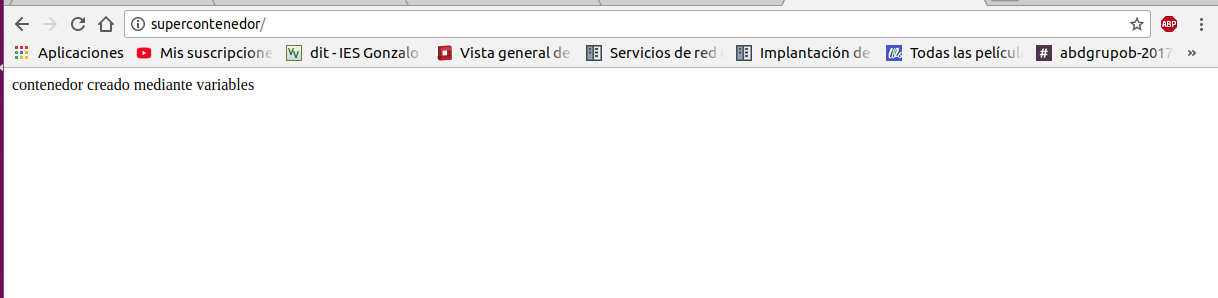 supercontenedor/
ABP
Aplicaciones Mis suscripcione dit - IES Gonzalo Vista general de Servicios de red Implantación de Todas las películ # abdgrupob-2017 »
contenedor creado mediante variables